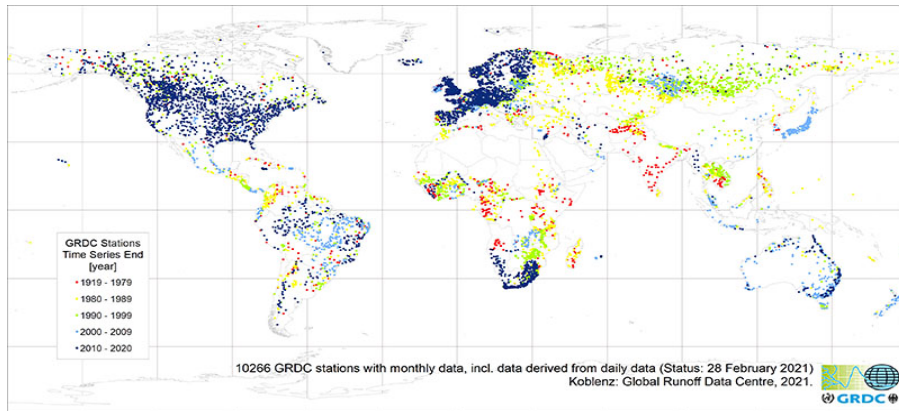 GRDC Stations
Time Series End
[year]
1919 - 1979
1980 - 1989
1990 - 1999
2000 - 2009
2010 - 2020
10266 GRDC stations with monthly data, incl. data derived from daily data (Status: 28 February 2021)
Koblenz: Global Runoff Data Centre, 2021.
GRDC